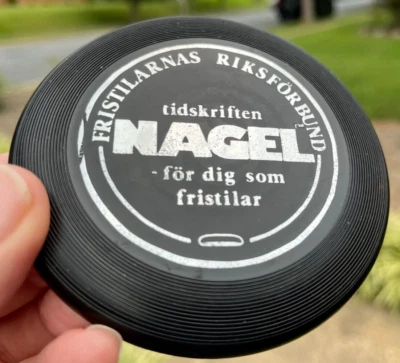 FRISTILARNAS RIKSFÖRBUND
tidskriften
NAGEL
- för dig som
fristilar